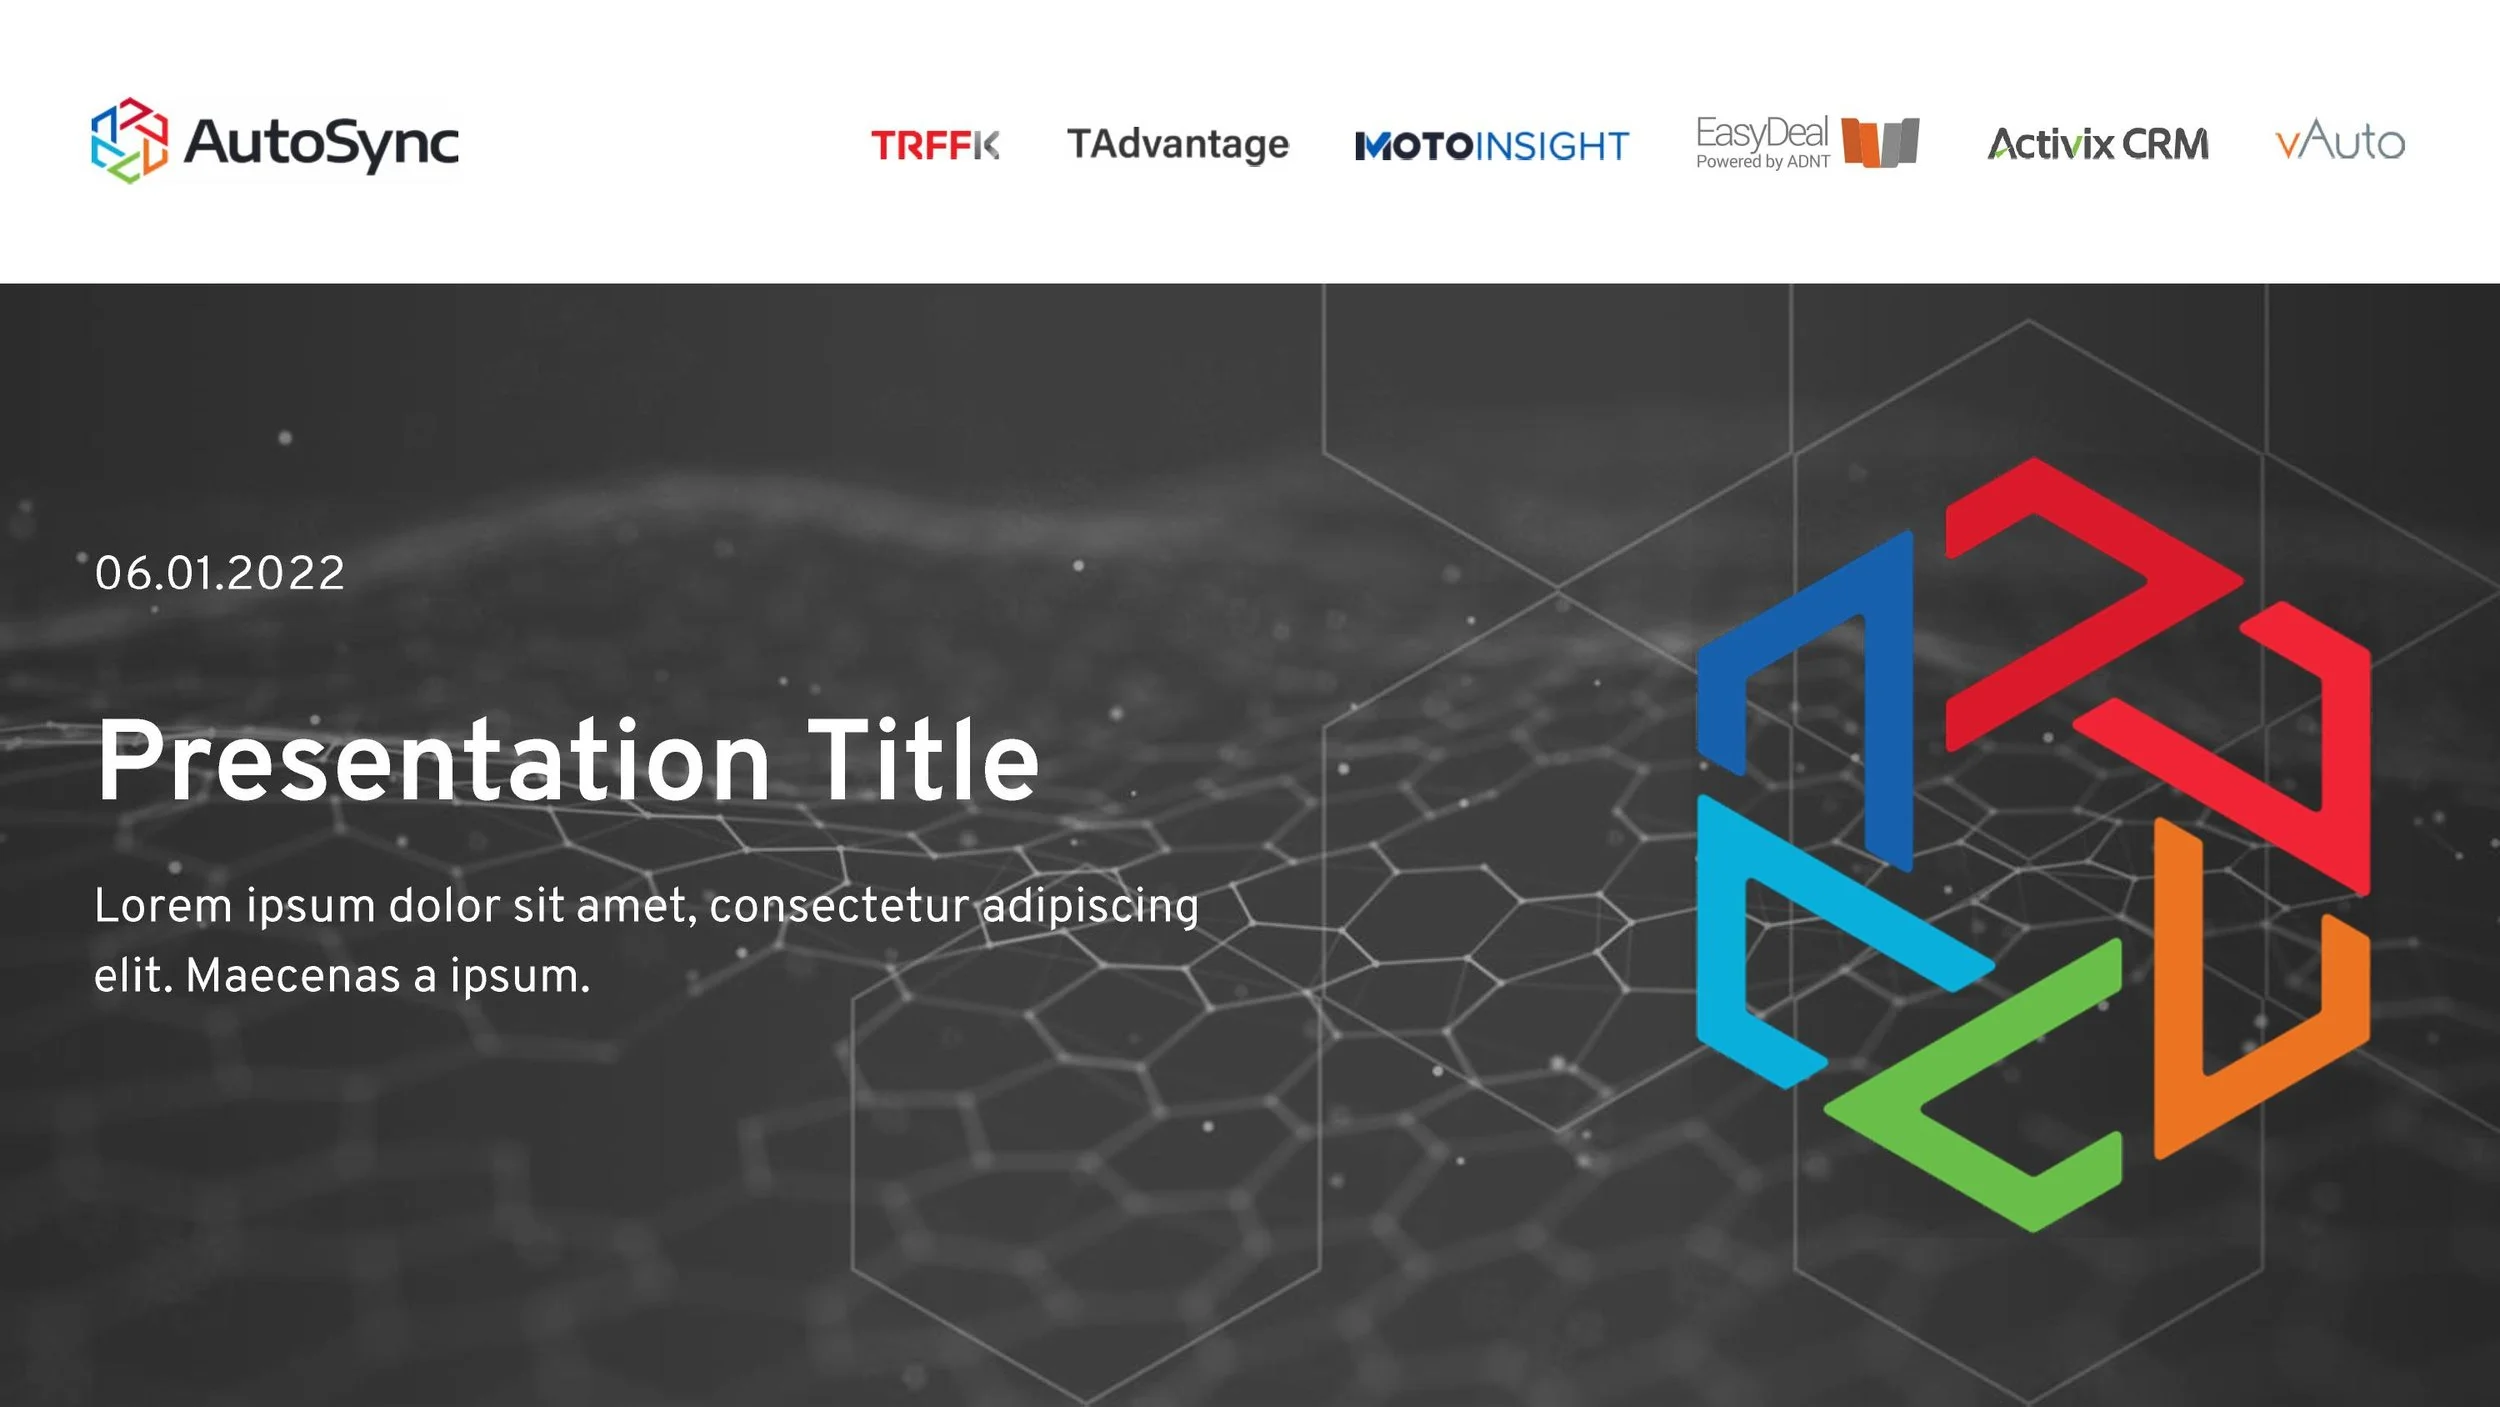 AutoSync
TRFFK
TAdvantage
MOTOINSIGHT
EasyDeal
Powered by ADNT
Activix CRM
vAuto
06.01.2022
Presentation Title
Lorem ipsum dolor sit amet, consectetur adipiscing
elit. Maecenas a ipsum.